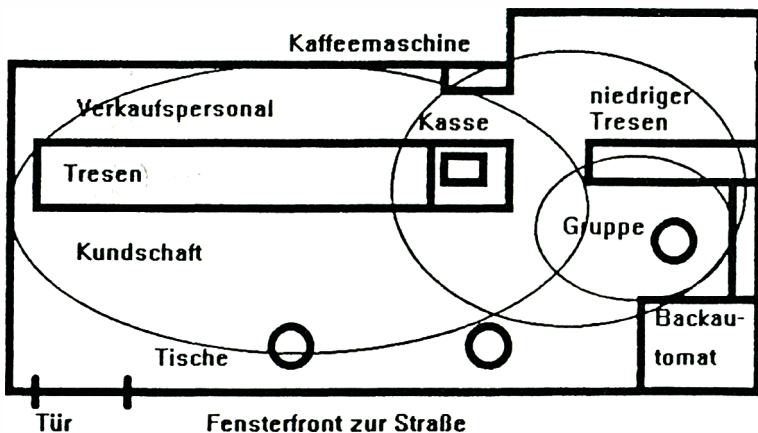 Kaffeemaschine
Verkaufspersonal
niedriger
Tresen
Kasse
Tresen
Gruppe
Kundschaft
Backau-
tomat
Tische
Tür
Fensterfront zur Straße